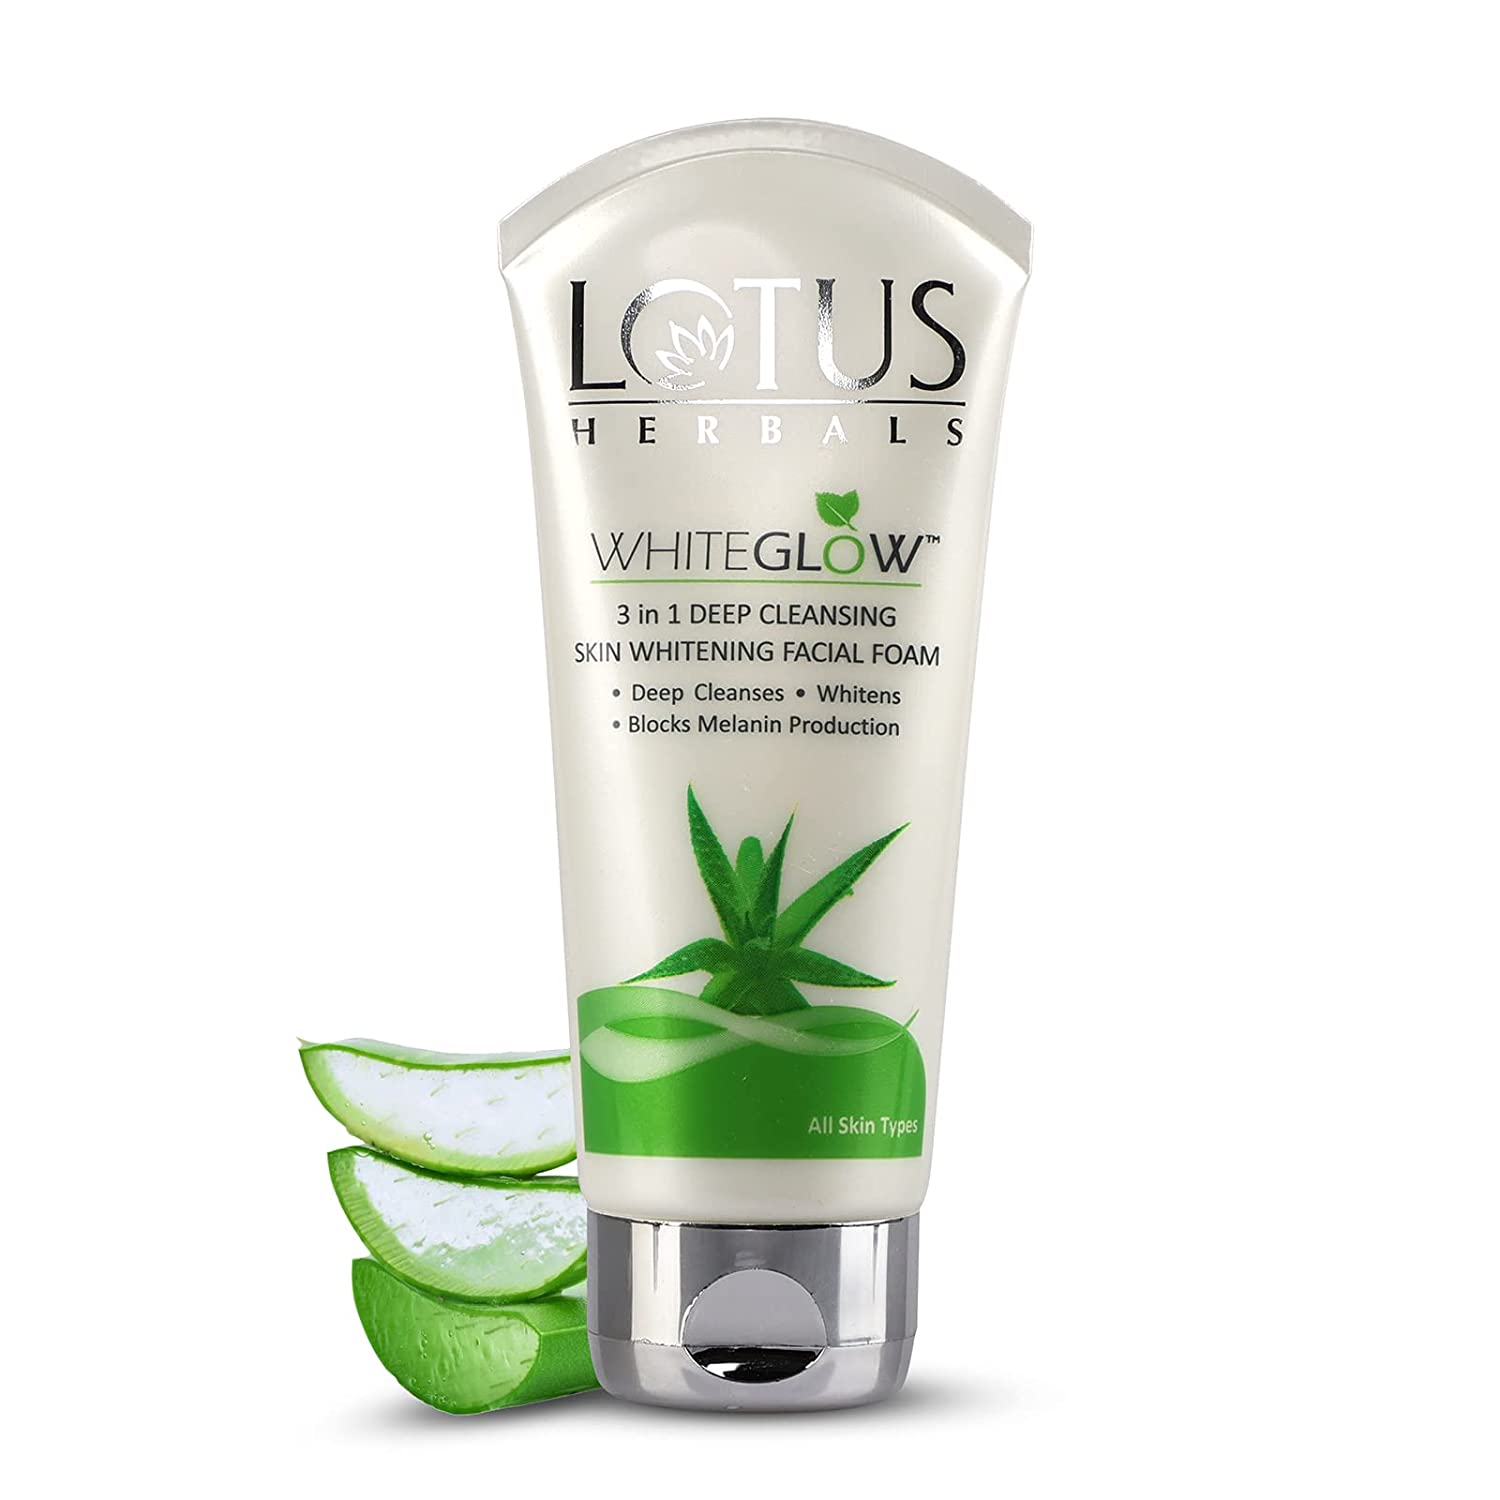 LOTUS
HERBALS
WHITEGLOW™
3 in 1 DEEP CLEANSING
SKIN WHITENING FACIAL FOAM
• Deep Cleanses • Whitens
• Blocks Melanin Production
All Skin Types